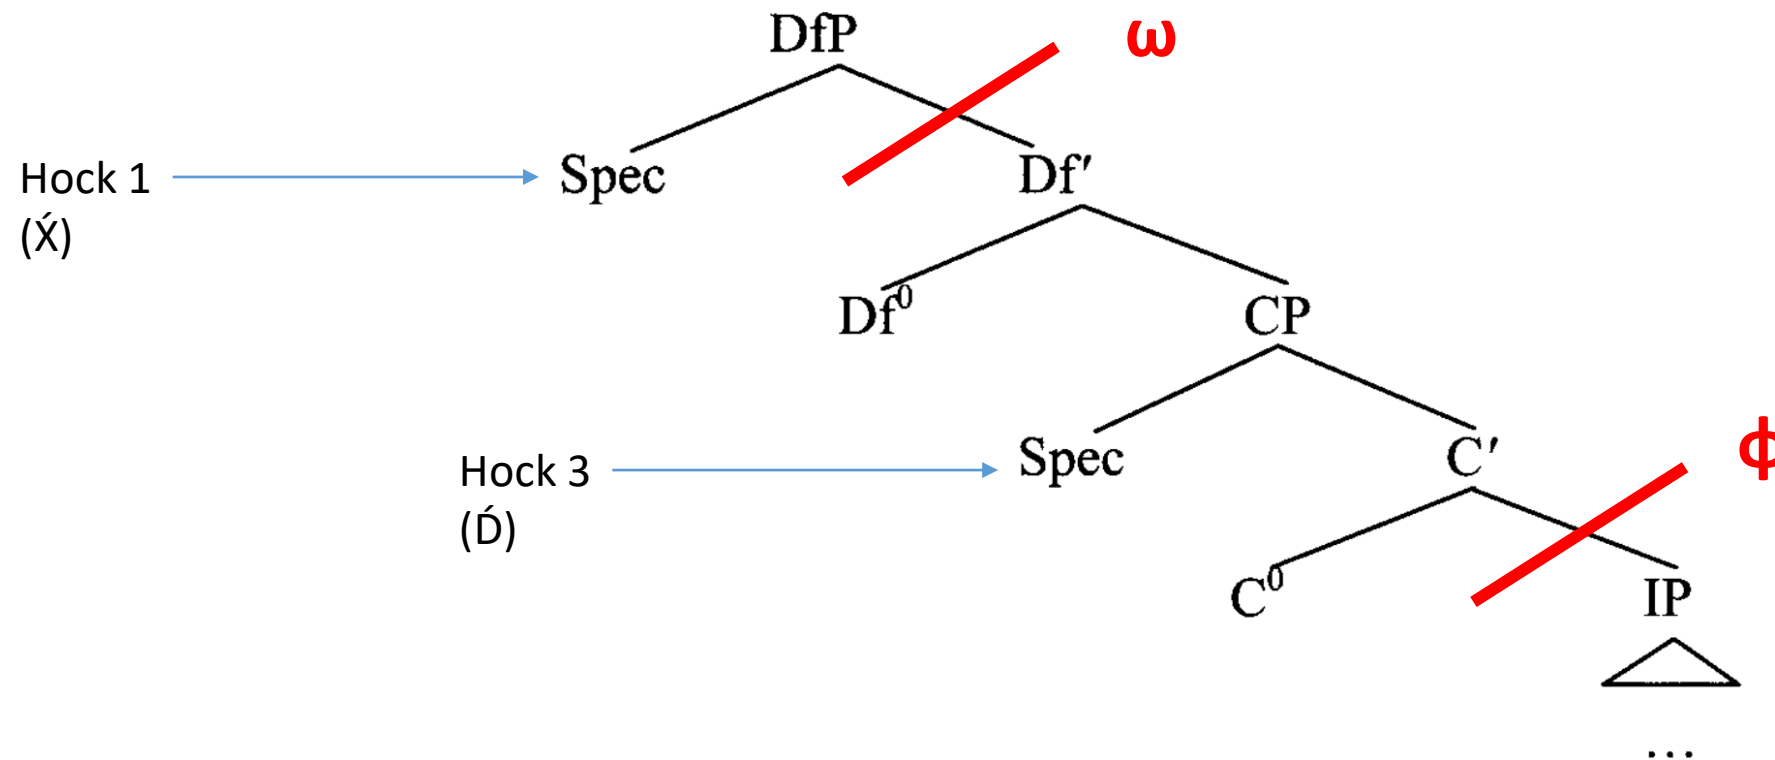 DfP
ω
Hock 1
(X́)
Spec
Df′
Df⁰
CP
Hock 3
(D́)
Spec
C′
ϕ
C⁰
IP
...